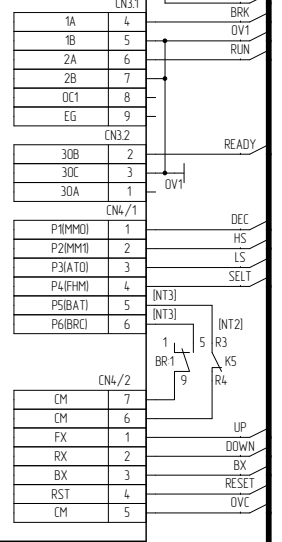 CN3.1
BRK
1A 4
0V1
1B 5
RUN
2A 6
2B 7
OC1 8
EG 9
CN3.2
READY
30B 2
30C 3
0V1
30A 1
CN4/1
DEC
P1(MM0) 1
HS
P2(MM1) 2
LS
P3(AT0) 3
SELT
P4(FHM) 4
(NT3)
P5(BAT) 5
(NT3)
P6(BRC) 6
(NT2)
1 5 R3
BR:1 K5
9 R4
CN4/2
CM 7
CM 6
UP
FX 1
DOWN
RX 2
BX
BX 3
RESET
RST 4
OVC
CM 5